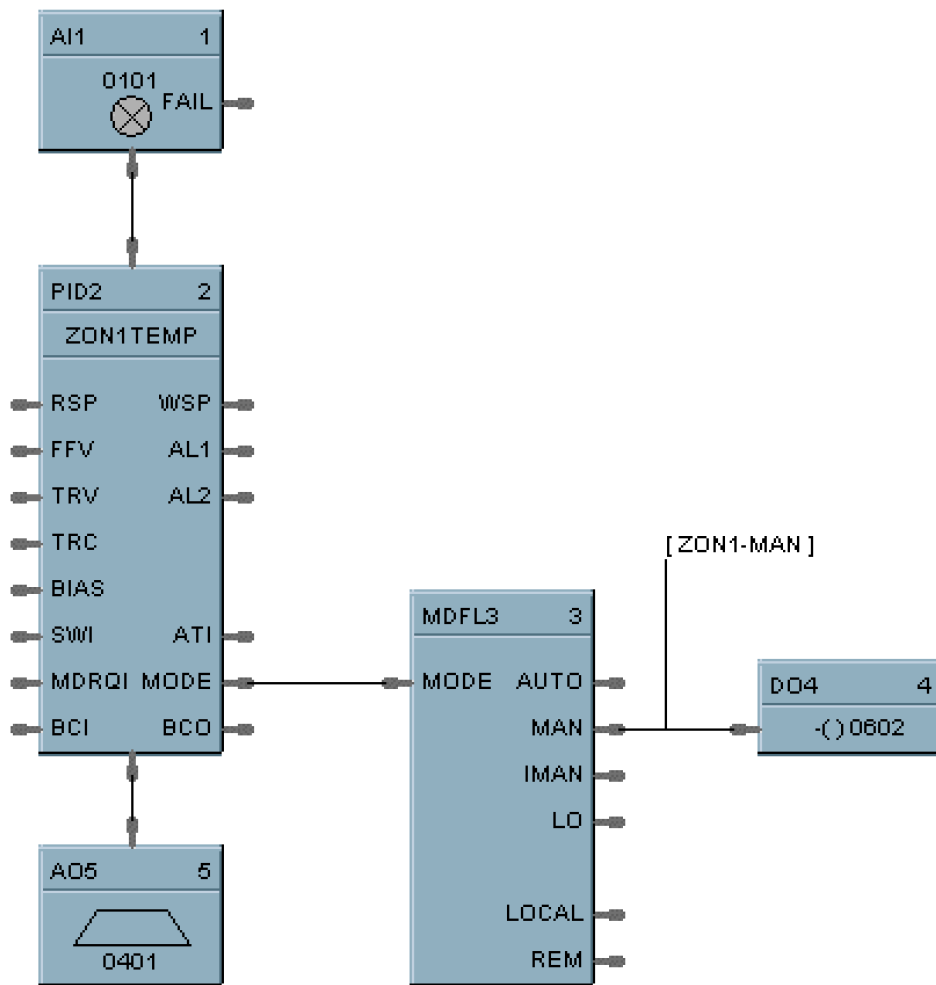 AI1 1
0101
FAIL
PID2 2
ZON1TEMP
RSP WSP
FFV AL1
TRV AL2
TRC
BIAS
SWI ATI
MDRQI MODE
BCI BCO
AO5 5
0401
MDFL3 3
MODE AUTO
MAN
IMAN
LO
LOCAL
REM
[ ZON1-MAN ]
DO4 4
-( ) 0602